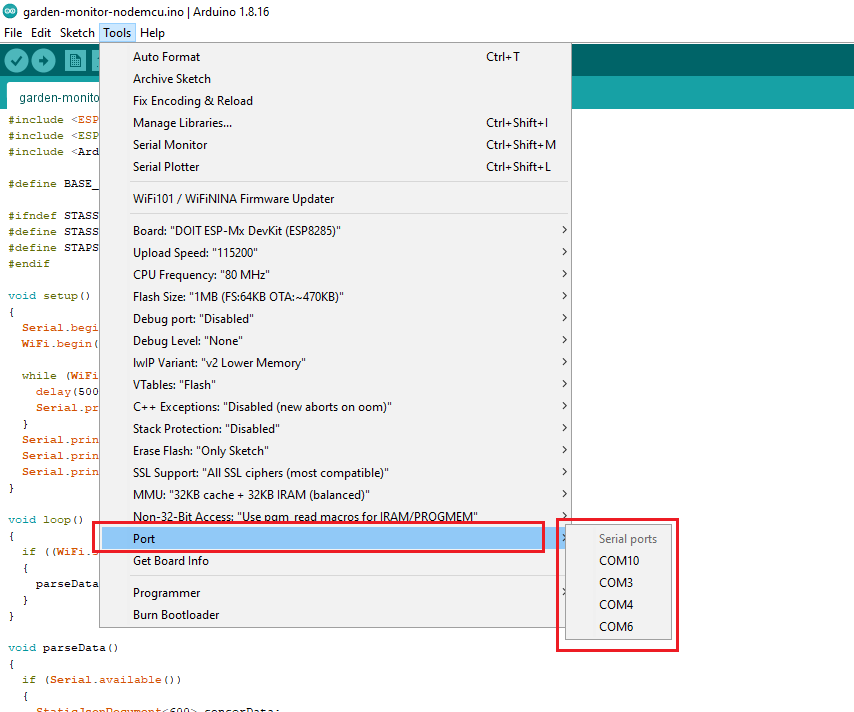 garden-monitor-nodemcu.ino | Arduino 1.8.16
File Edit Sketch Tools Help
Auto Format Ctrl+T
Archive Sketch
garden-monito Fix Encoding & Reload
#include <ESP Manage Libraries... Ctrl+Shift+I
#include <ESP Serial Monitor Ctrl+Shift+M
#include <Ard Serial Plotter Ctrl+Shift+L
#define BASE_ WiFi101 / WiFiNINA Firmware Updater
#ifndef STASS
#define STASS Board: "DOIT ESP-Mx DevKit (ESP8285)"
#define STAPS Upload Speed: "115200"
#endif CPU Frequency: "80 MHz"
void setup() Flash Size: "1MB (FS:64KB OTA:~470KB)"
{ Debug port: "Disabled"
Serial.begi Debug Level: "None"
WiFi.begin( lwIP Variant: "v2 Lower Memory"
while (WiFi VTables: "Flash"
delay(500 C++ Exceptions: "Disabled (new aborts on oom)"
Serial.pr Stack Protection: "Disabled"
}
Serial.prin Erase Flash: "Only Sketch"
Serial.prin SSL Support: "All SSL ciphers (most compatible)"
Serial.prin MMU: "32KB cache + 32KB IRAM (balanced)"
}
void loop() Non-32-Bit Access: "Use pgm_read macros for IRAM/PROGMEM"
{ Port Serial ports
if ((WiFi. Get Board Info COM10
{
parseData Programmer COM3
} Burn Bootloader COM4
} COM6
void parseData()
{
if (Serial.available())
{